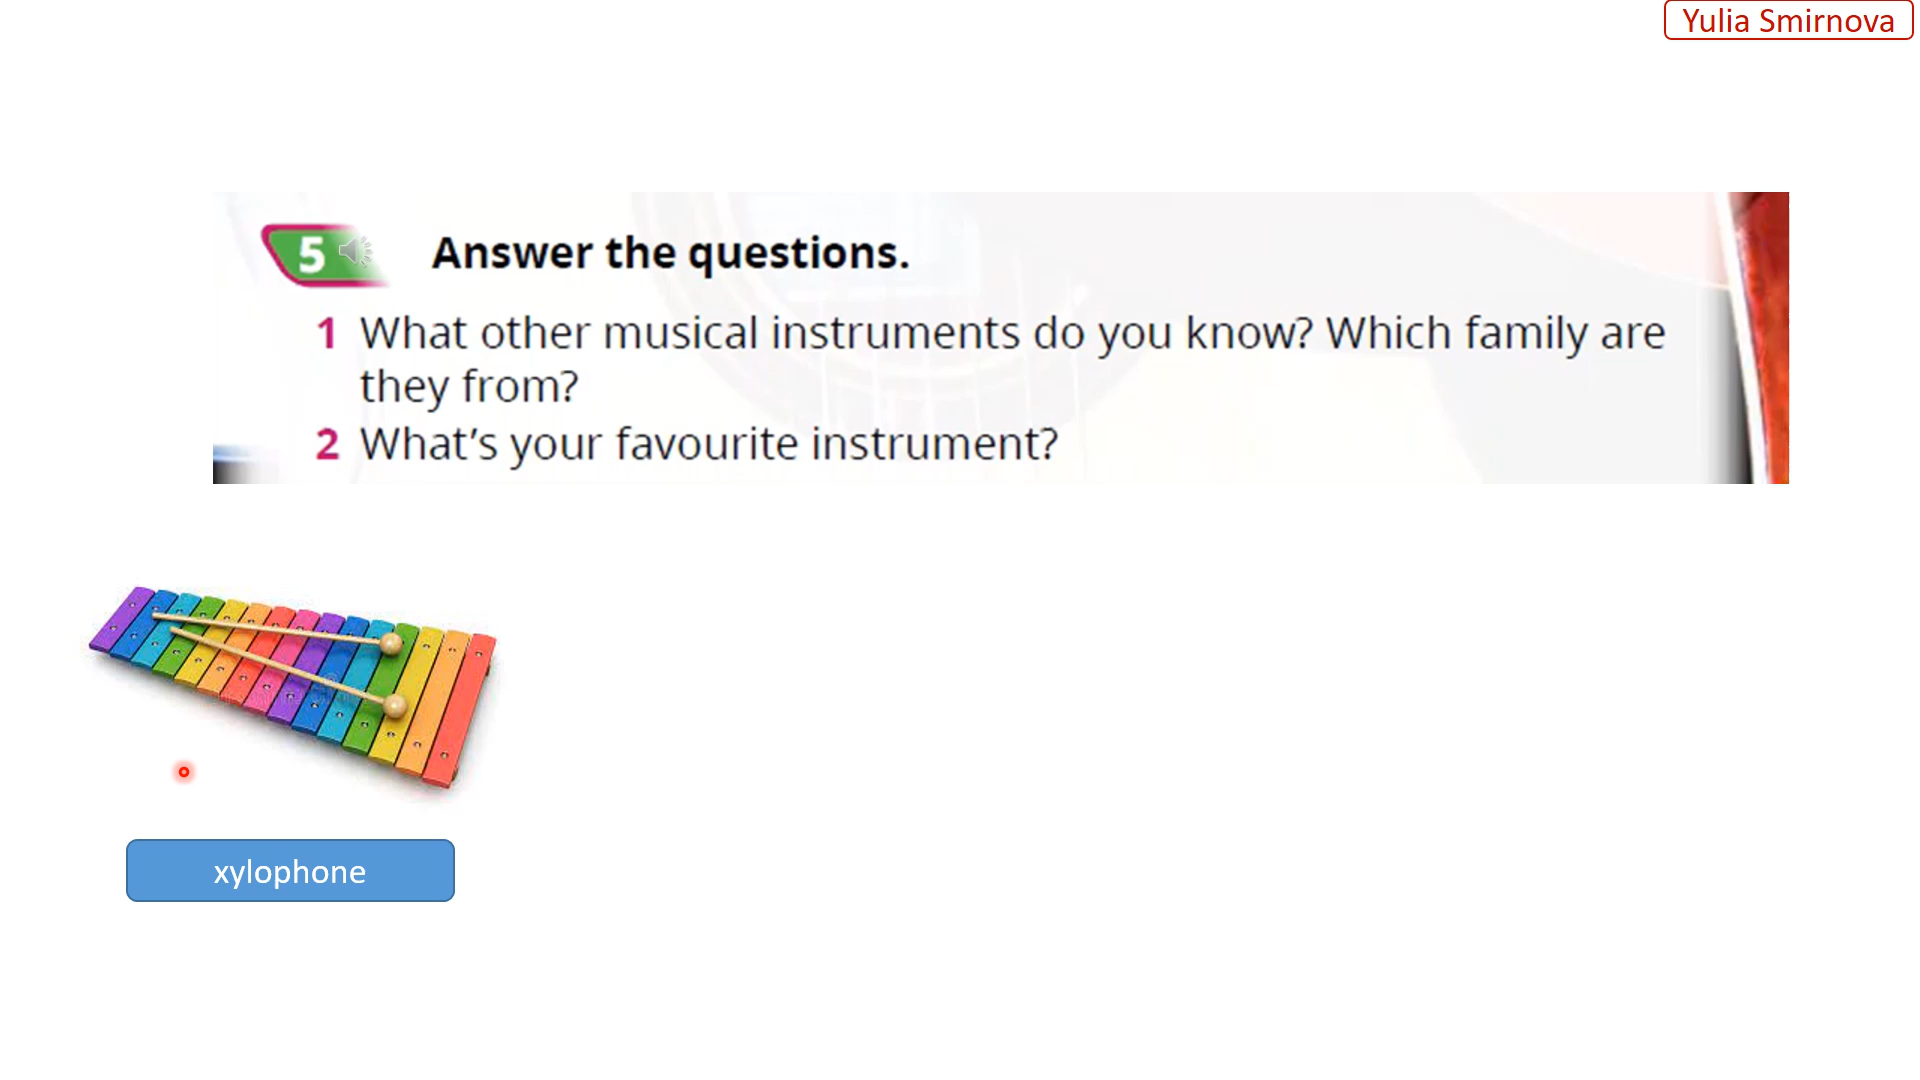 Yulia Smirnova
5 Answer the questions.
1 What other musical instruments do you know? Which family are
they from?
2 What's your favourite instrument?
xylophone